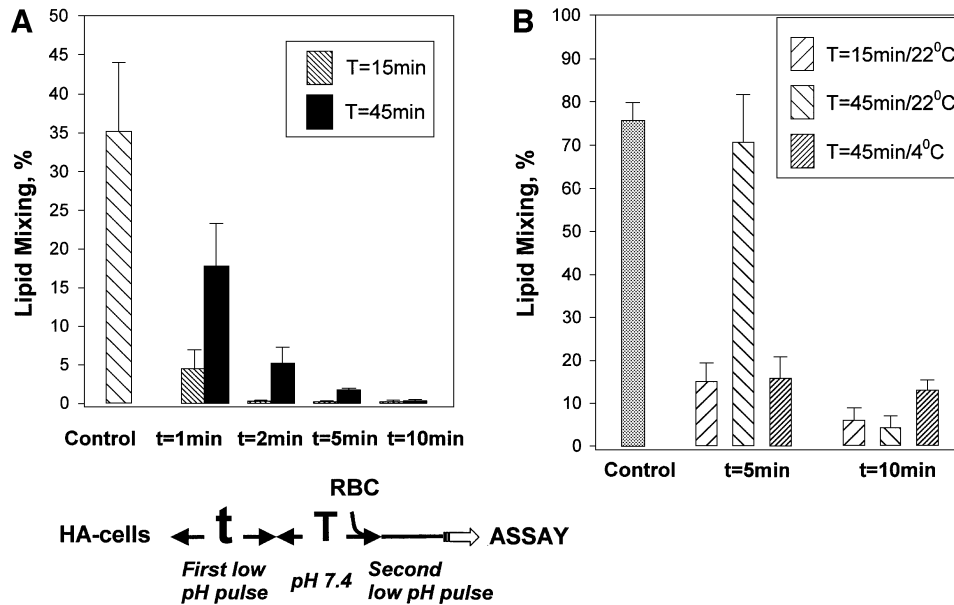 A
Lipid Mixing, %
50
45
40
35
30
25
20
15
10
5
0
T=15min
T=45min
Control t=1min t=2min t=5min t=10min
B
Lipid Mixing, %
100
90
80
70
60
50
40
30
20
10
0
T=15min/22⁰C
T=45min/22⁰C
T=45min/4⁰C
Control t=5min t=10min
RBC
HA-cells t T ASSAY
First low pH 7.4 Second
pH pulse low pH pulse